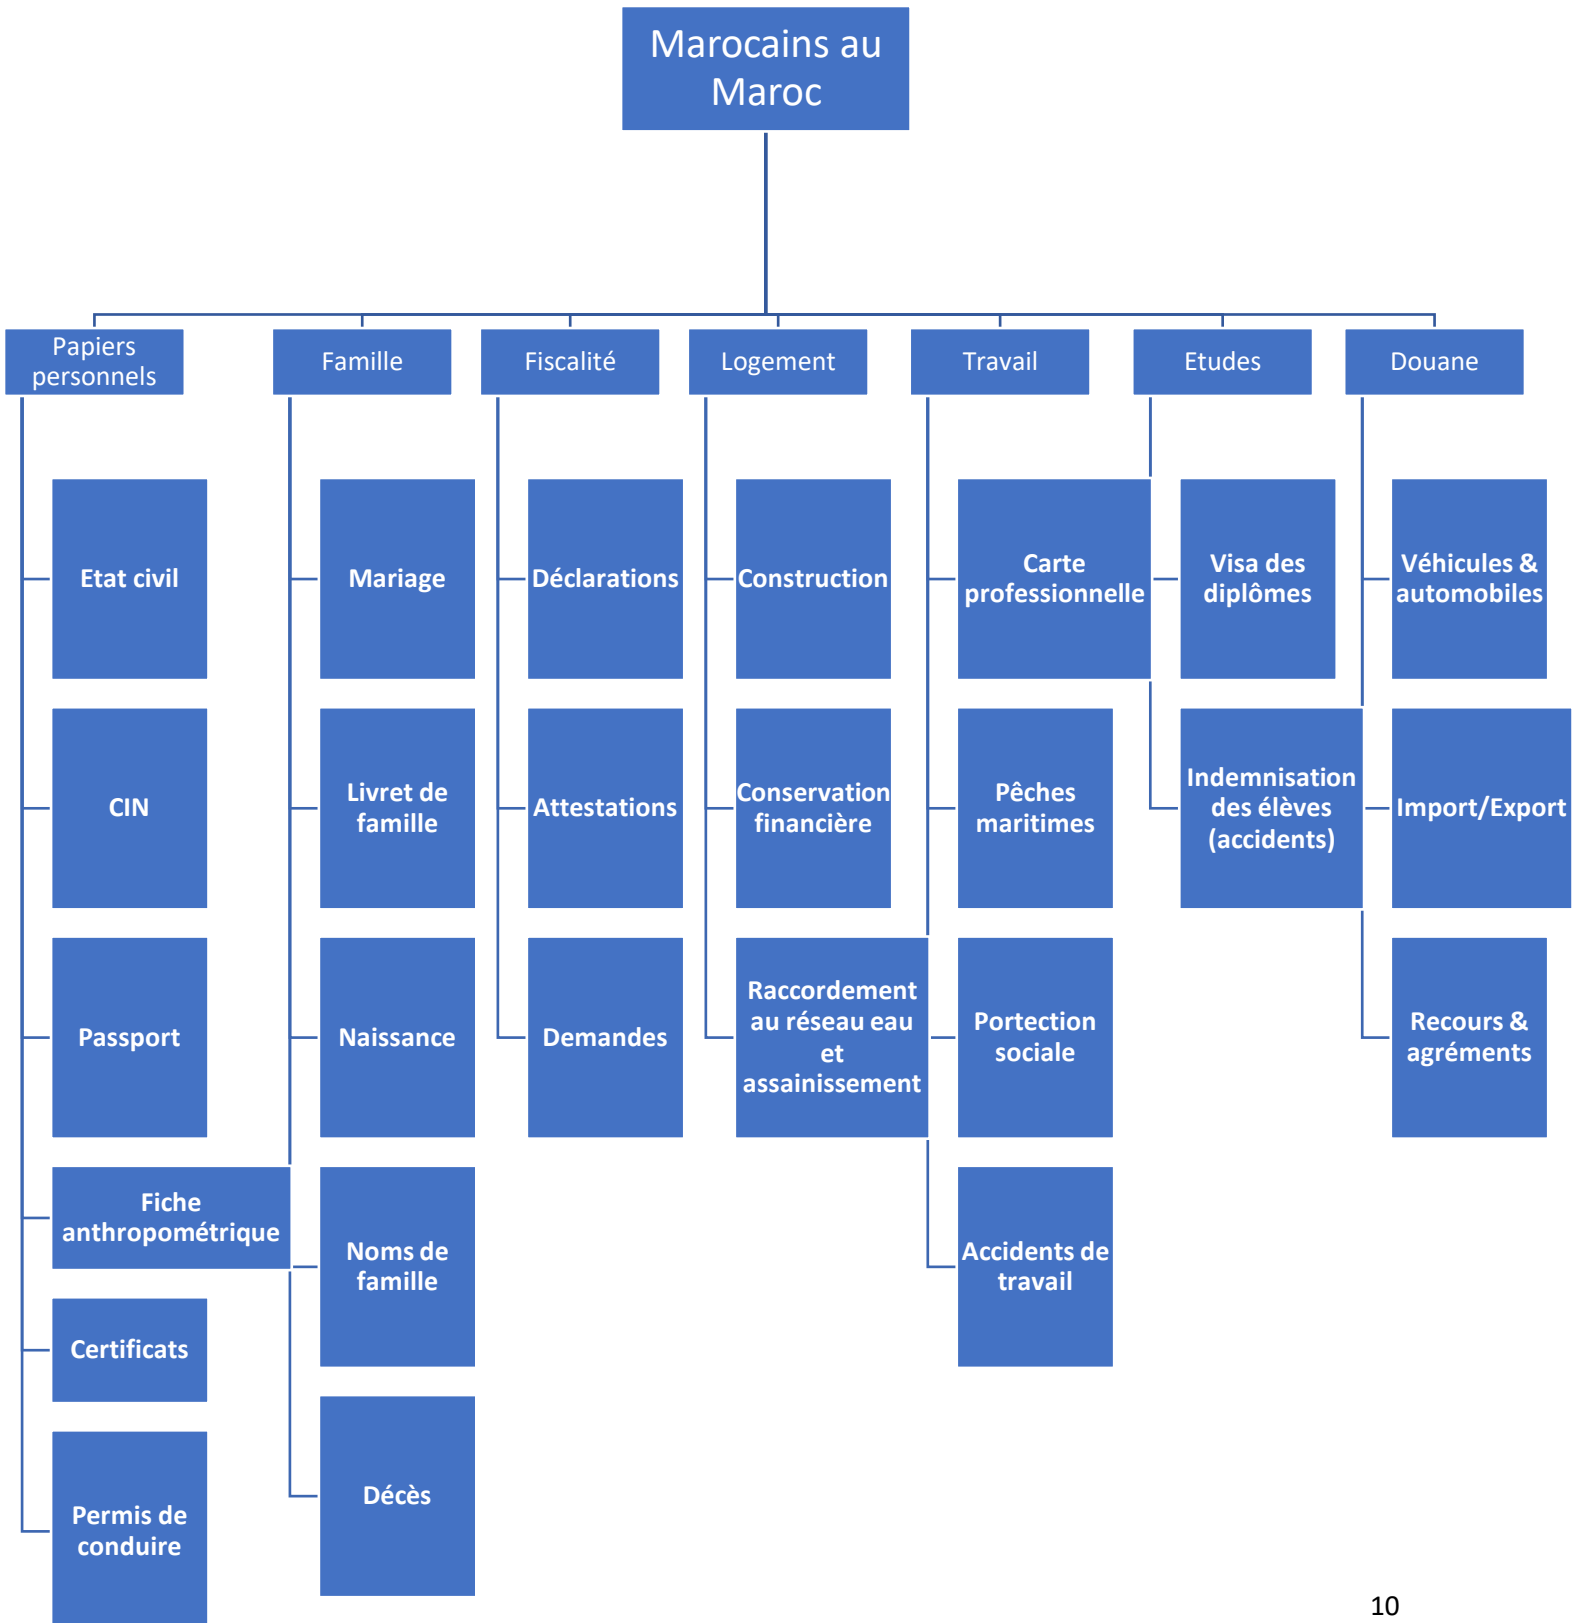 Marocains au
Maroc
Papiers
personnels
Famille
Fiscalité
Logement
Travail
Etudes
Douane
Etat civil
Mariage
Déclarations
Construction
Carte
professionnelle
Visa des
diplômes
Véhicules &
automobiles
CIN
Livret de
famille
Attestations
Conservation
financière
Pêches
maritimes
Indemnisation
des élèves
(accidents)
Import/Export
Passport
Naissance
Demandes
Raccordement
au réseau eau
et
assainissement
Portection
sociale
Recours &
agréments
Fiche
anthropométrique
Noms de
famille
Accidents de
travail
Certificats
Décès
Permis de
conduire
10